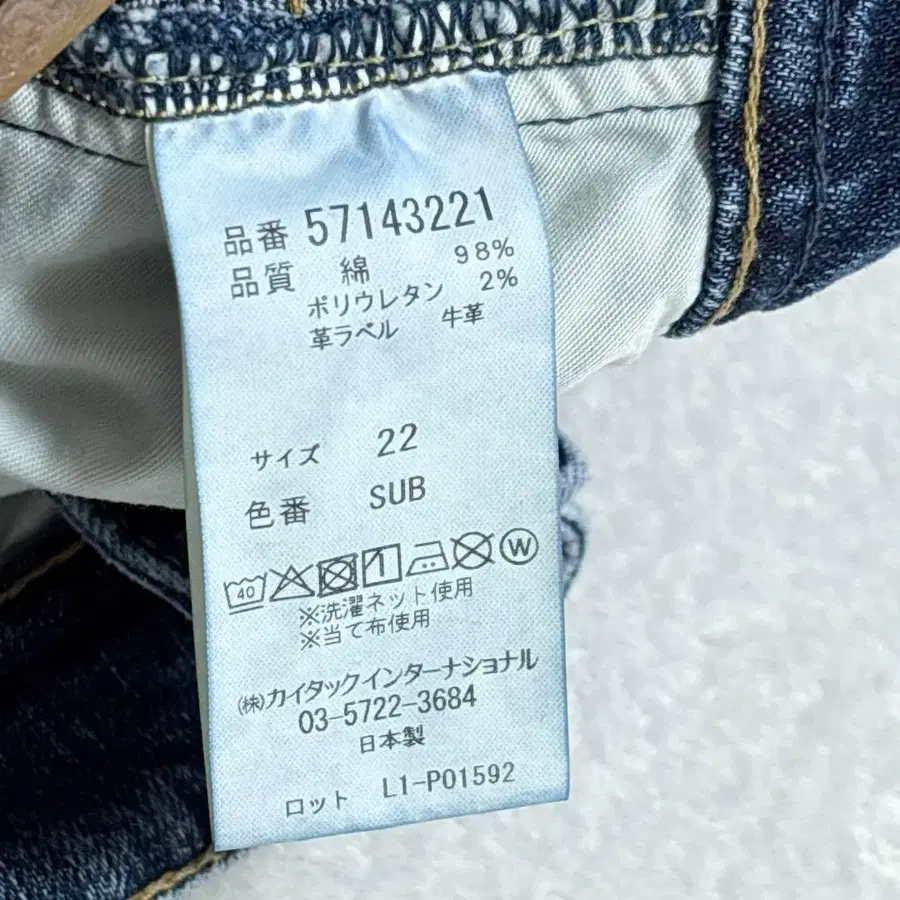 品番 57143221
品質 綿 98%
ポリウレタン 2%
革ラベル 牛革
サイズ 22
色番 SUB
40 1 W
※洗濯ネット使用
※当て布使用
(株)カイタックインターナショナル
03-5722-3684
日本製
ロット L1-P01592